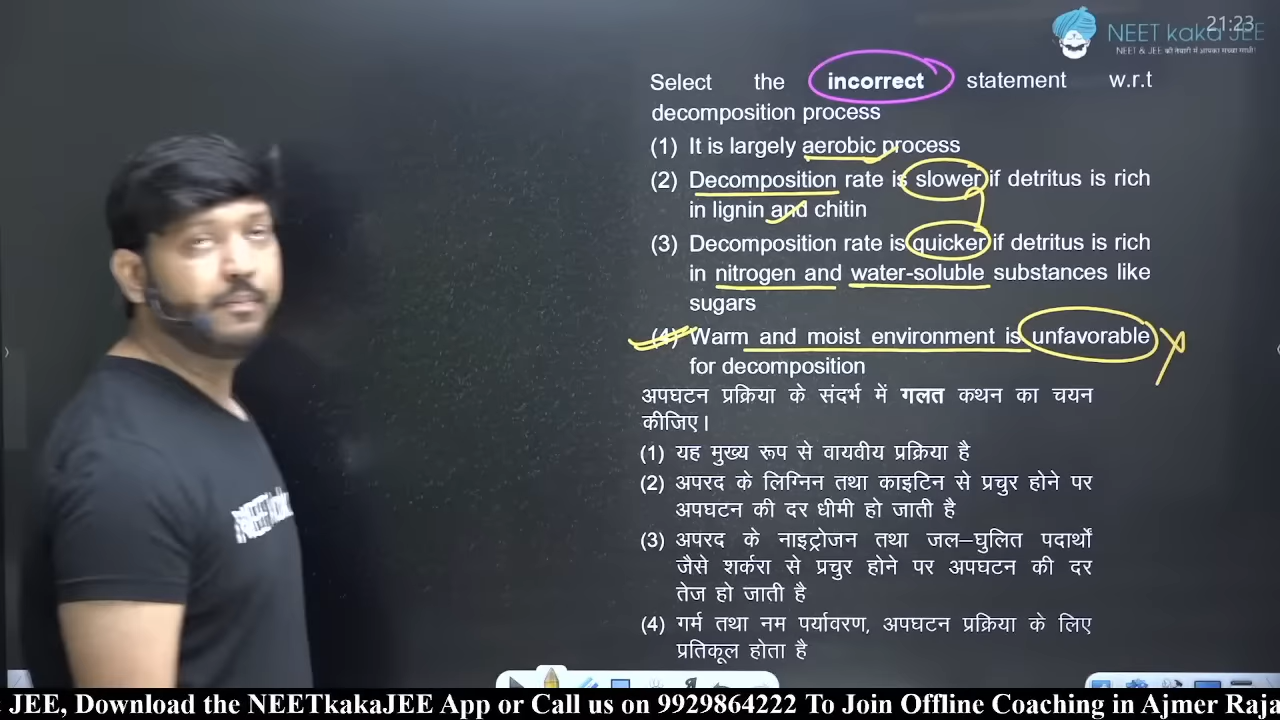 21:23
NEET kaka JEE
NEET & JEE की तैयारी में आपका सच्चा साथी!
Select the incorrect statement w.r.t
decomposition process
(1) It is largely aerobic process
(2) Decomposition rate is slower if detritus is rich
in lignin and chitin
(3) Decomposition rate is quicker if detritus is rich
in nitrogen and water-soluble substances like
sugars
(4) Warm and moist environment is unfavorable
for decomposition
अपघटन प्रक्रिया के संदर्भ में गलत कथन का चयन
कीजिए।
(1) यह मुख्य रूप से वायवीय प्रक्रिया है
(2) अपरद के लिग्निन तथा काइटिन से प्रचुर होने पर
अपघटन की दर धीमी हो जाती है
(3) अपरद के नाइट्रोजन तथा जल–घुलित पदार्थों
जैसे शर्करा से प्रचुर होने पर अपघटन की दर
तेज हो जाती है
(4) गर्म तथा नम पर्यावरण, अपघटन प्रक्रिया के लिए
प्रतिकूल होता है
JEE, Download the NEETkakaJEE App or Call us on 9929864222 To Join Offline Coaching in Ajmer Raja